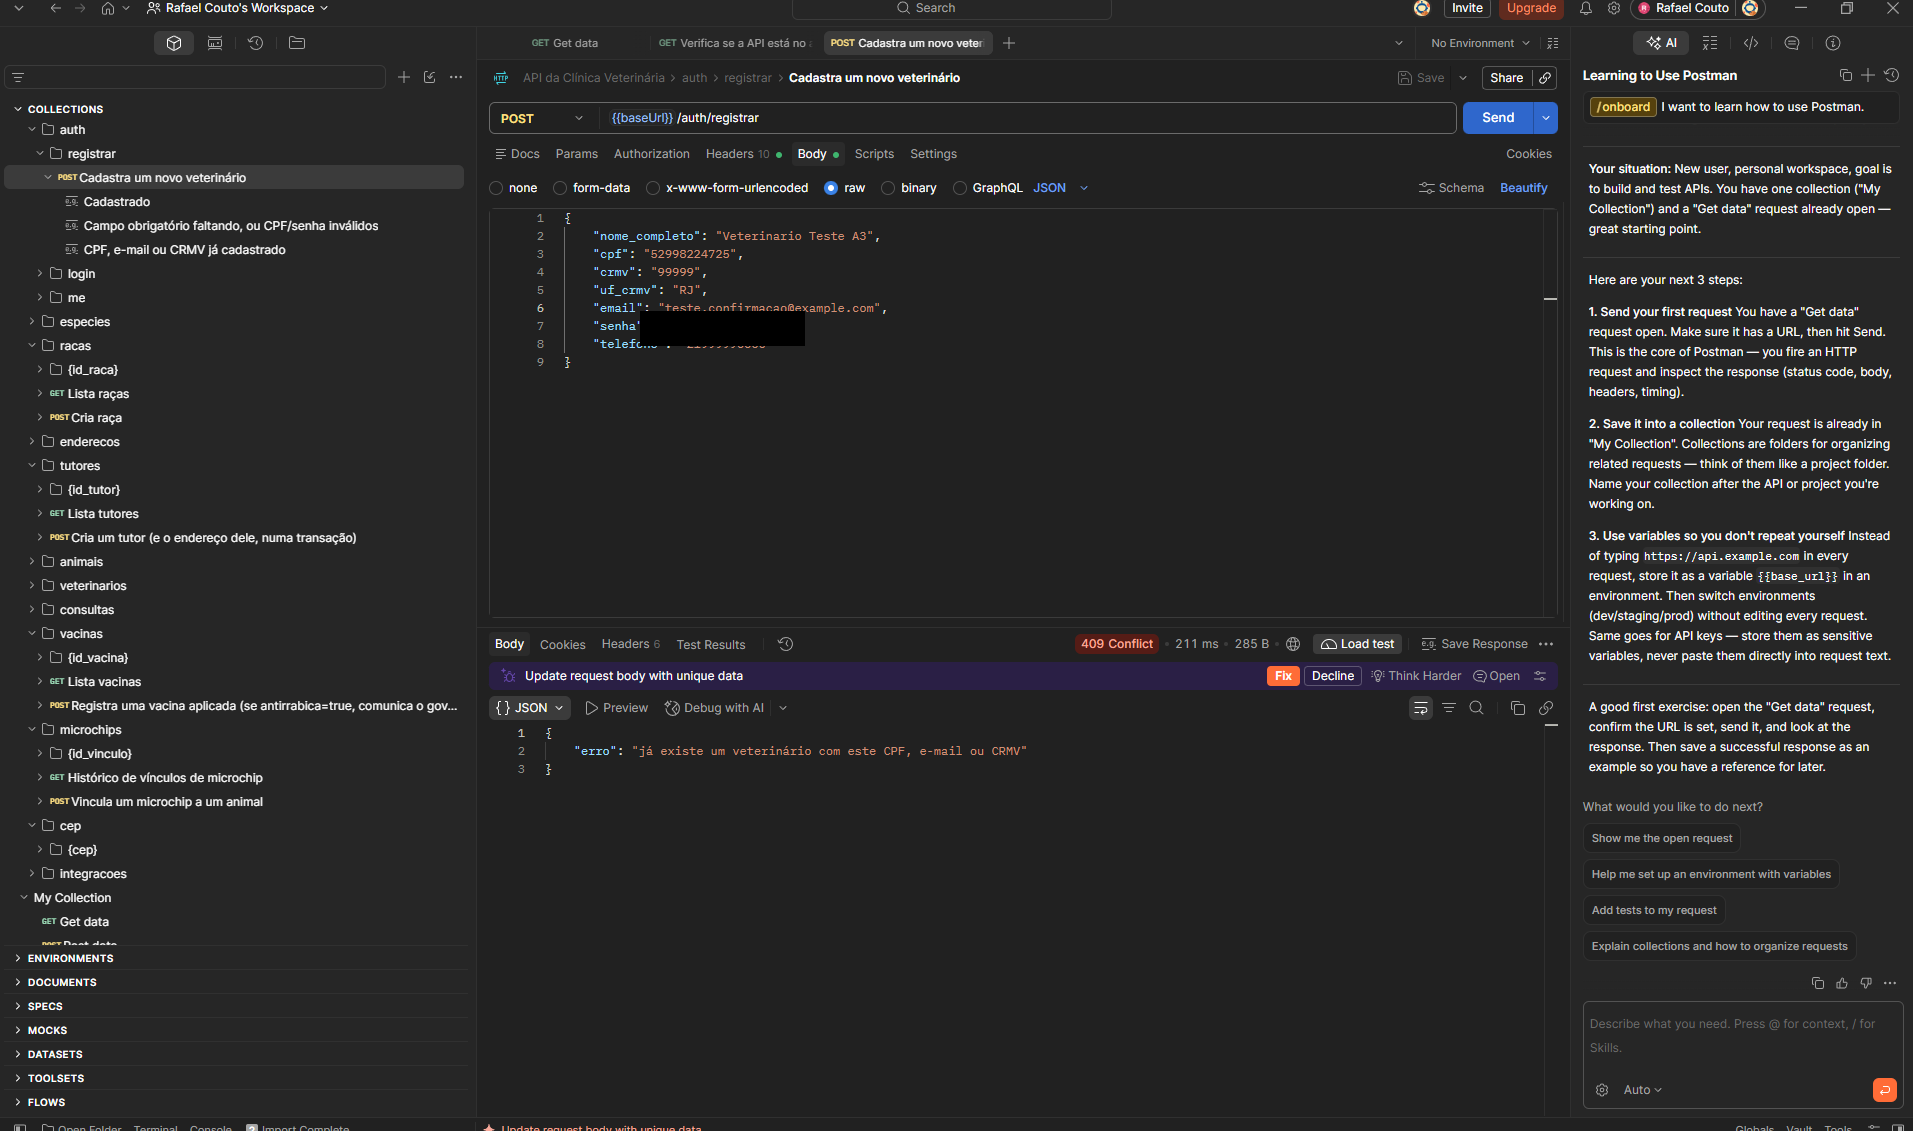 Rafael Couto's Workspace
Search
Invite
Upgrade
R
Rafael Couto
COLLECTIONS
auth
registrar
POST Cadastra um novo veterinário
e.g. Cadastrado
e.g. Campo obrigatório faltando, ou CPF/senha inválidos
e.g. CPF, e-mail ou CRMV já cadastrado
login
me
especies
racas
{id_raca}
GET Lista raças
POST Cria raça
enderecos
tutores
{id_tutor}
GET Lista tutores
POST Cria um tutor (e o endereço dele, numa transação)
animais
veterinarios
consultas
vacinas
{id_vacina}
GET Lista vacinas
POST Registra uma vacina aplicada (se antirrabica=true, comunica o gov...
microchips
{id_vinculo}
GET Histórico de vínculos de microchip
POST Vincula um microchip a um animal
cep
{cep}
integracoes
My Collection
GET Get data
POST Post data
ENVIRONMENTS
DOCUMENTS
SPECS
MOCKS
DATASETS
TOOLSETS
FLOWS
Open Folder Terminal Console Import Complete
GET Get data
GET Verifica se a API está no
POST Cadastra um novo veter
No Environment
HTTP API da Clínica Veterinária > auth > registrar > Cadastra um novo veterinário
Save
Share
POST
{{baseUrl}} /auth/registrar
Send
Docs Params Authorization Headers 10 Body Scripts Settings
Cookies
none form-data x-www-form-urlencoded raw binary GraphQL JSON
Schema Beautify
1 {
2 "nome_completo": "Veterinario Teste A3",
3 "cpf": "52998224725",
4 "crmv": "99999",
5 "uf_crmv": "RJ",
6 "email": "teste.confirmacao@example.com",
7 "senha"
8 "telefone"
9 }
Body Cookies Headers 6 Test Results
409 Conflict • 211 ms • 285 B
Load test
e.g. Save Response
Update request body with unique data
Fix Decline Think Harder Open
{} JSON Preview Debug with AI
1 {
2 "erro": "já existe um veterinário com este CPF, e-mail ou CRMV"
3 }
Update request body with unique data
AI
Learning to Use Postman
/onboard I want to learn how to use Postman.
Your situation: New user, personal workspace, goal is
to build and test APIs. You have one collection ("My
Collection") and a "Get data" request already open —
great starting point.
Here are your next 3 steps:
1. Send your first request You have a "Get data"
request open. Make sure it has a URL, then hit Send.
This is the core of Postman — you fire an HTTP
request and inspect the response (status code, body,
headers, timing).
2. Save it into a collection Your request is already in
"My Collection". Collections are folders for organizing
related requests — think of them like a project folder.
Name your collection after the API or project you're
working on.
3. Use variables so you don't repeat yourself Instead
of typing https://api.example.com in every
request, store it as a variable {{base_url}} in an
environment. Then switch environments
(dev/staging/prod) without editing every request.
Same goes for API keys — store them as sensitive
variables, never paste them directly into request text.
A good first exercise: open the "Get data" request,
confirm the URL is set, send it, and look at the
response. Then save a successful response as an
example so you have a reference for later.
What would you like to do next?
Show me the open request
Help me set up an environment with variables
Add tests to my request
Explain collections and how to organize requests
Describe what you need. Press @ for context, / for
Skills.
Auto
Globals Vault Tools